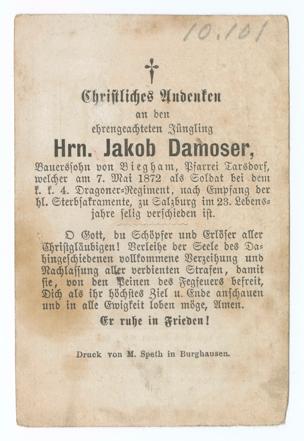 10.101
†
Christliches Andenken
an den
ehrengeachteten Jüngling
Hrn. Jakob Damoser,
Bauerssohn von Biegham, Pfarrei Tarsdorf,
welcher am 7. Mai 1872 als Soldat bei dem
k. k. 4. Dragoner-Regiment, nach Empfang der
hl. Sterbsakramente, zu Salzburg im 23. Lebens-
jahre selig verschieden ist.
O Gott, du Schöpfer und Erlöser aller
Christgläubigen! Verleihe der Seele des Da-
hingeschiedenen vollkommene Verzeihung und
Nachlassung aller verdienten Strafen, damit
sie, von den Peinen des Fegfeuers befreit,
Dich als ihr höchstes Ziel u. Ende anschauen
und in alle Ewigkeit loben möge, Amen.
Er ruhe in Frieden!
Druck von M. Speth in Burghausen.